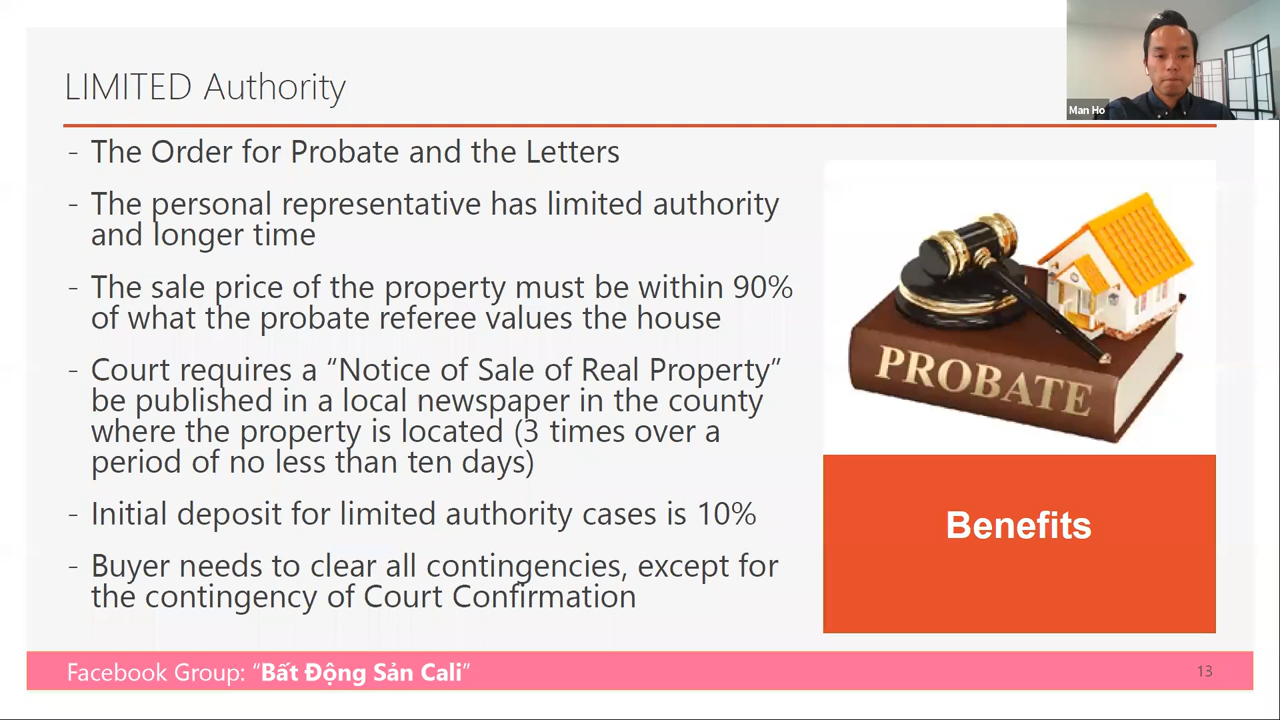 LIMITED Authority
Man Ho
- The Order for Probate and the Letters
- The personal representative has limited authority
and longer time
- The sale price of the property must be within 90%
of what the probate referee values the house
- Court requires a “Notice of Sale of Real Property”
be published in a local newspaper in the county
where the property is located (3 times over a
period of no less than ten days)
- Initial deposit for limited authority cases is 10%
- Buyer needs to clear all contingencies, except for
the contingency of Court Confirmation
PROBATE
Benefits
Facebook Group: “Bất Động Sản Cali”
13